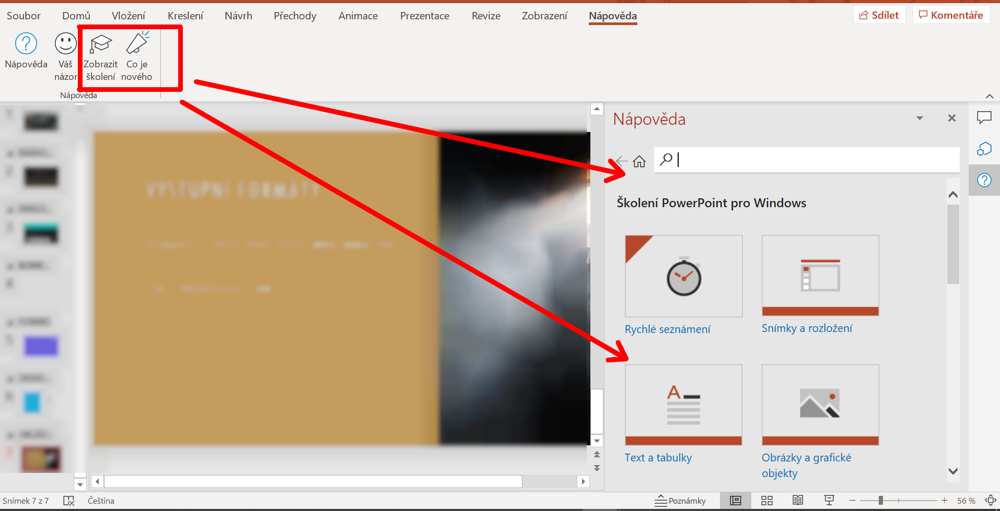 Soubor Domů Vložení Kreslení Návrh Přechody Animace Prezentace Revize Zobrazení Nápověda Sdílet Komentáře
Nápověda Váš názor Zobrazit školení Co je nového
Nápověda
Nápověda
VÝSTUPNÍ FORMÁTY
Školení PowerPoint pro Windows
Rychlé seznámení
Snímky a rozložení
Text a tabulky
Obrázky a grafické
objekty
Snímek 7 z 7 Čeština Poznámky 56 %